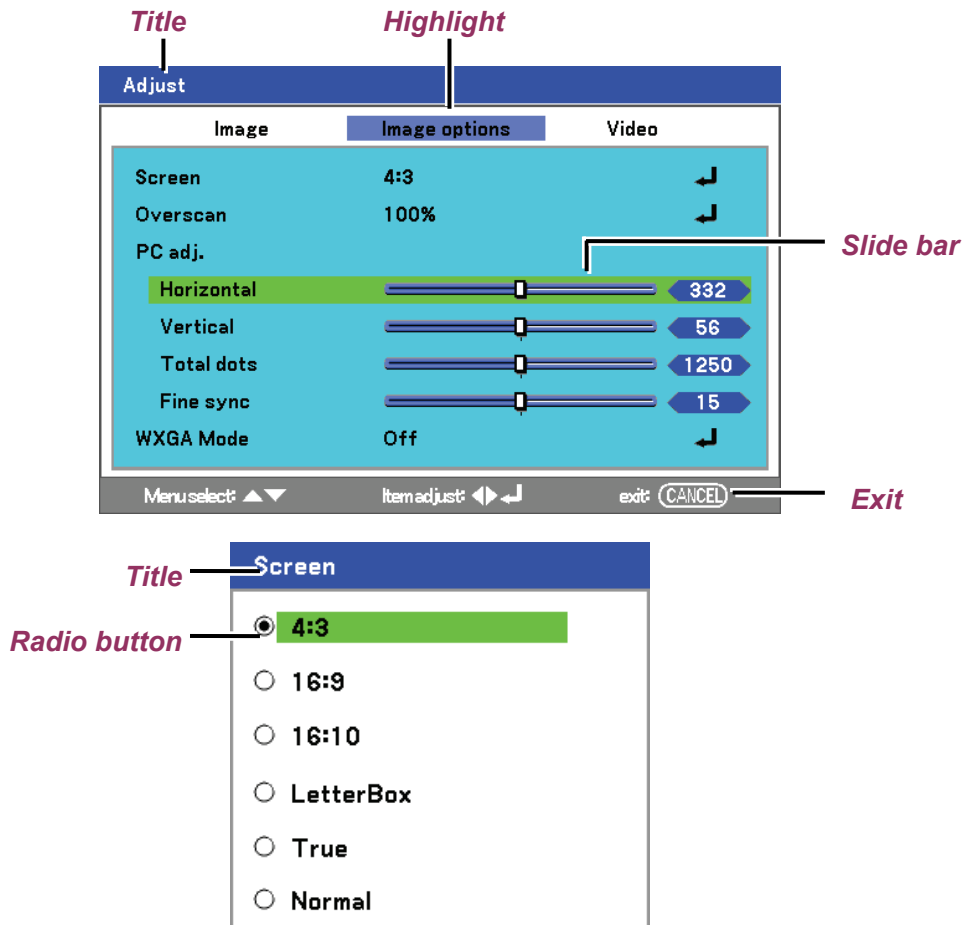 Title Highlight
Adjust
Image Image options Video
Screen 4:3
Overscan 100%
PC adj.
Slide bar
Horizontal 332
Vertical 56
Total dots 1250
Fine sync 15
WXGA Mode Off
Menu select: Item adjust: exit: CANCEL
Exit
Title
Screen
Radio button
4:3
16:9
16:10
LetterBox
True
Normal